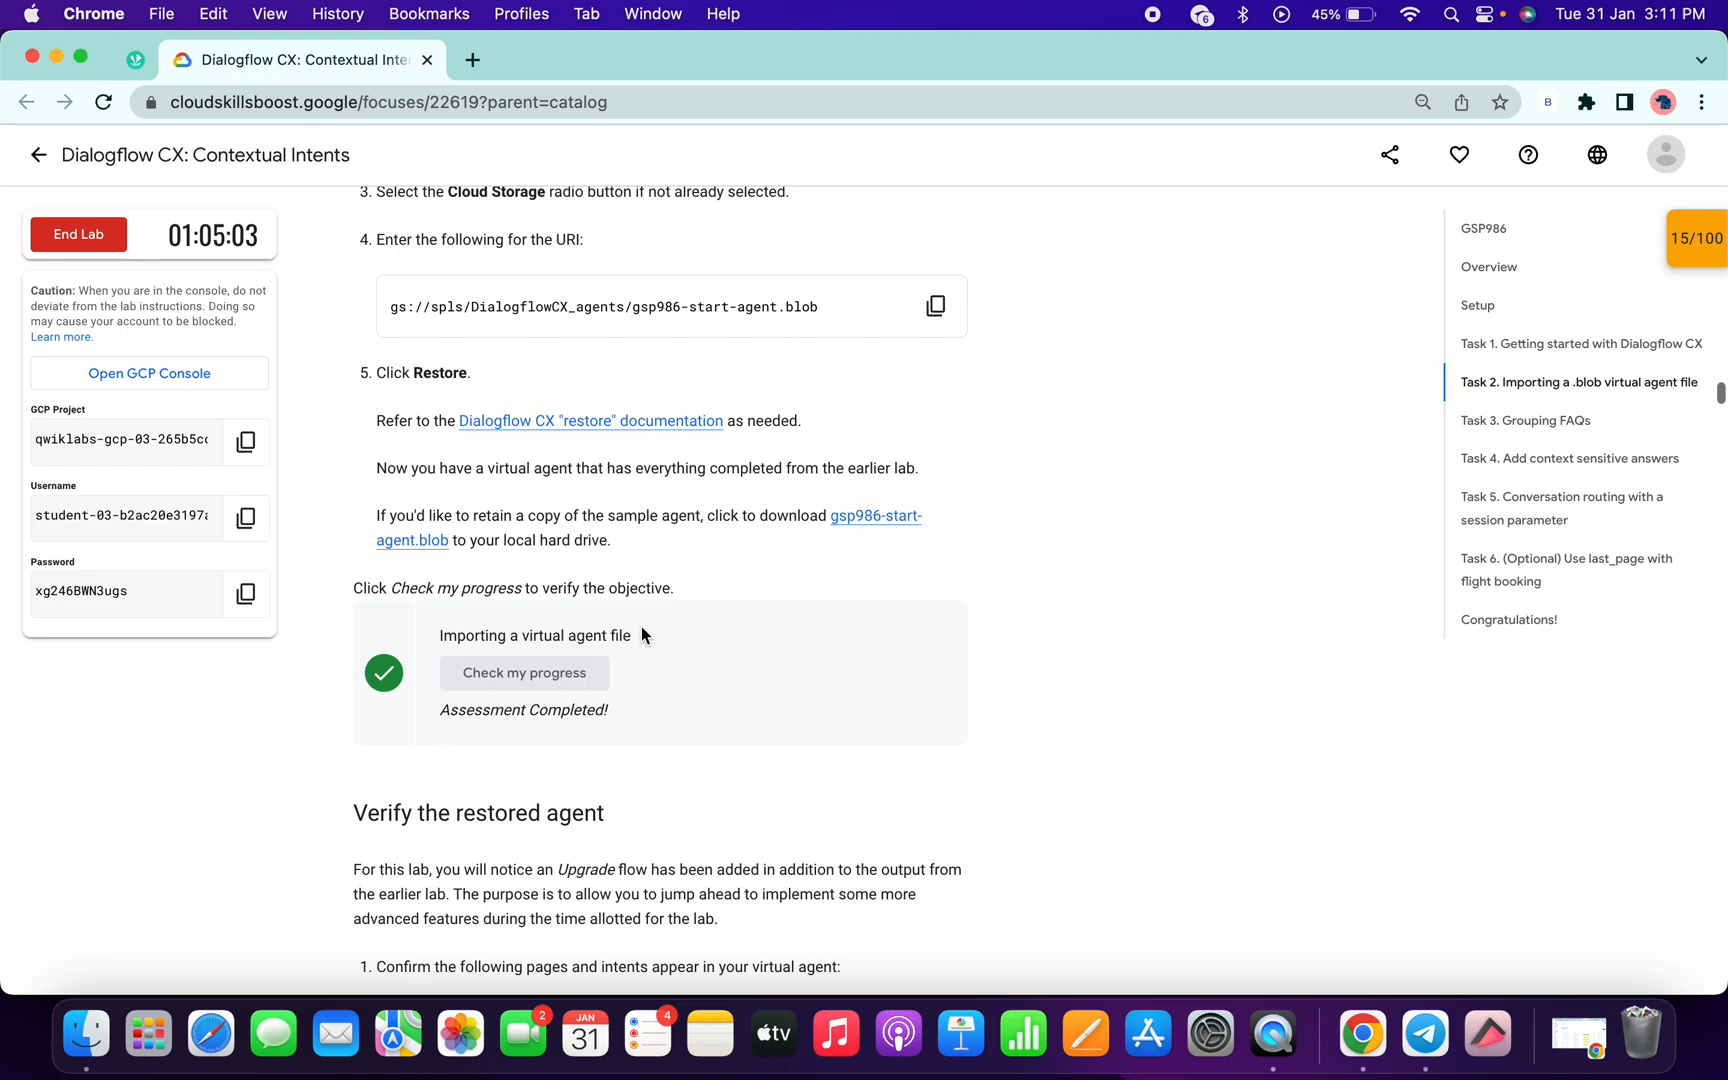 Chrome File Edit View History Bookmarks Profiles Tab Window Help
6
45%
Tue 31 Jan 3:11 PM
Dialogflow CX: Contextual Inte
cloudskillsboost.google/focuses/22619?parent=catalog
B
Dialogflow CX: Contextual Intents
End Lab
01:05:03
Caution: When you are in the console, do not
deviate from the lab instructions. Doing so
may cause your account to be blocked.
Learn more.
Open GCP Console
GCP Project
qwiklabs-gcp-03-265b5c
Username
student-03-b2ac20e3197
Password
xg246BWN3ugs
3. Select the Cloud Storage radio button if not already selected.
4. Enter the following for the URI:
gs://spls/DialogflowCX_agents/gsp986-start-agent.blob
5. Click Restore.
Refer to the Dialogflow CX "restore" documentation as needed.
Now you have a virtual agent that has everything completed from the earlier lab.
If you'd like to retain a copy of the sample agent, click to download gsp986-start-
agent.blob to your local hard drive.
Click Check my progress to verify the objective.
Importing a virtual agent file
Check my progress
Assessment Completed!
Verify the restored agent
For this lab, you will notice an Upgrade flow has been added in addition to the output from
the earlier lab. The purpose is to allow you to jump ahead to implement some more
advanced features during the time allotted for the lab.
1. Confirm the following pages and intents appear in your virtual agent:
GSP986
15/100
Overview
Setup
Task 1. Getting started with Dialogflow CX
Task 2. Importing a .blob virtual agent file
Task 3. Grouping FAQs
Task 4. Add context sensitive answers
Task 5. Conversation routing with a
session parameter
Task 6. (Optional) Use last_page with
flight booking
Congratulations!
2
JAN
31
4
tv